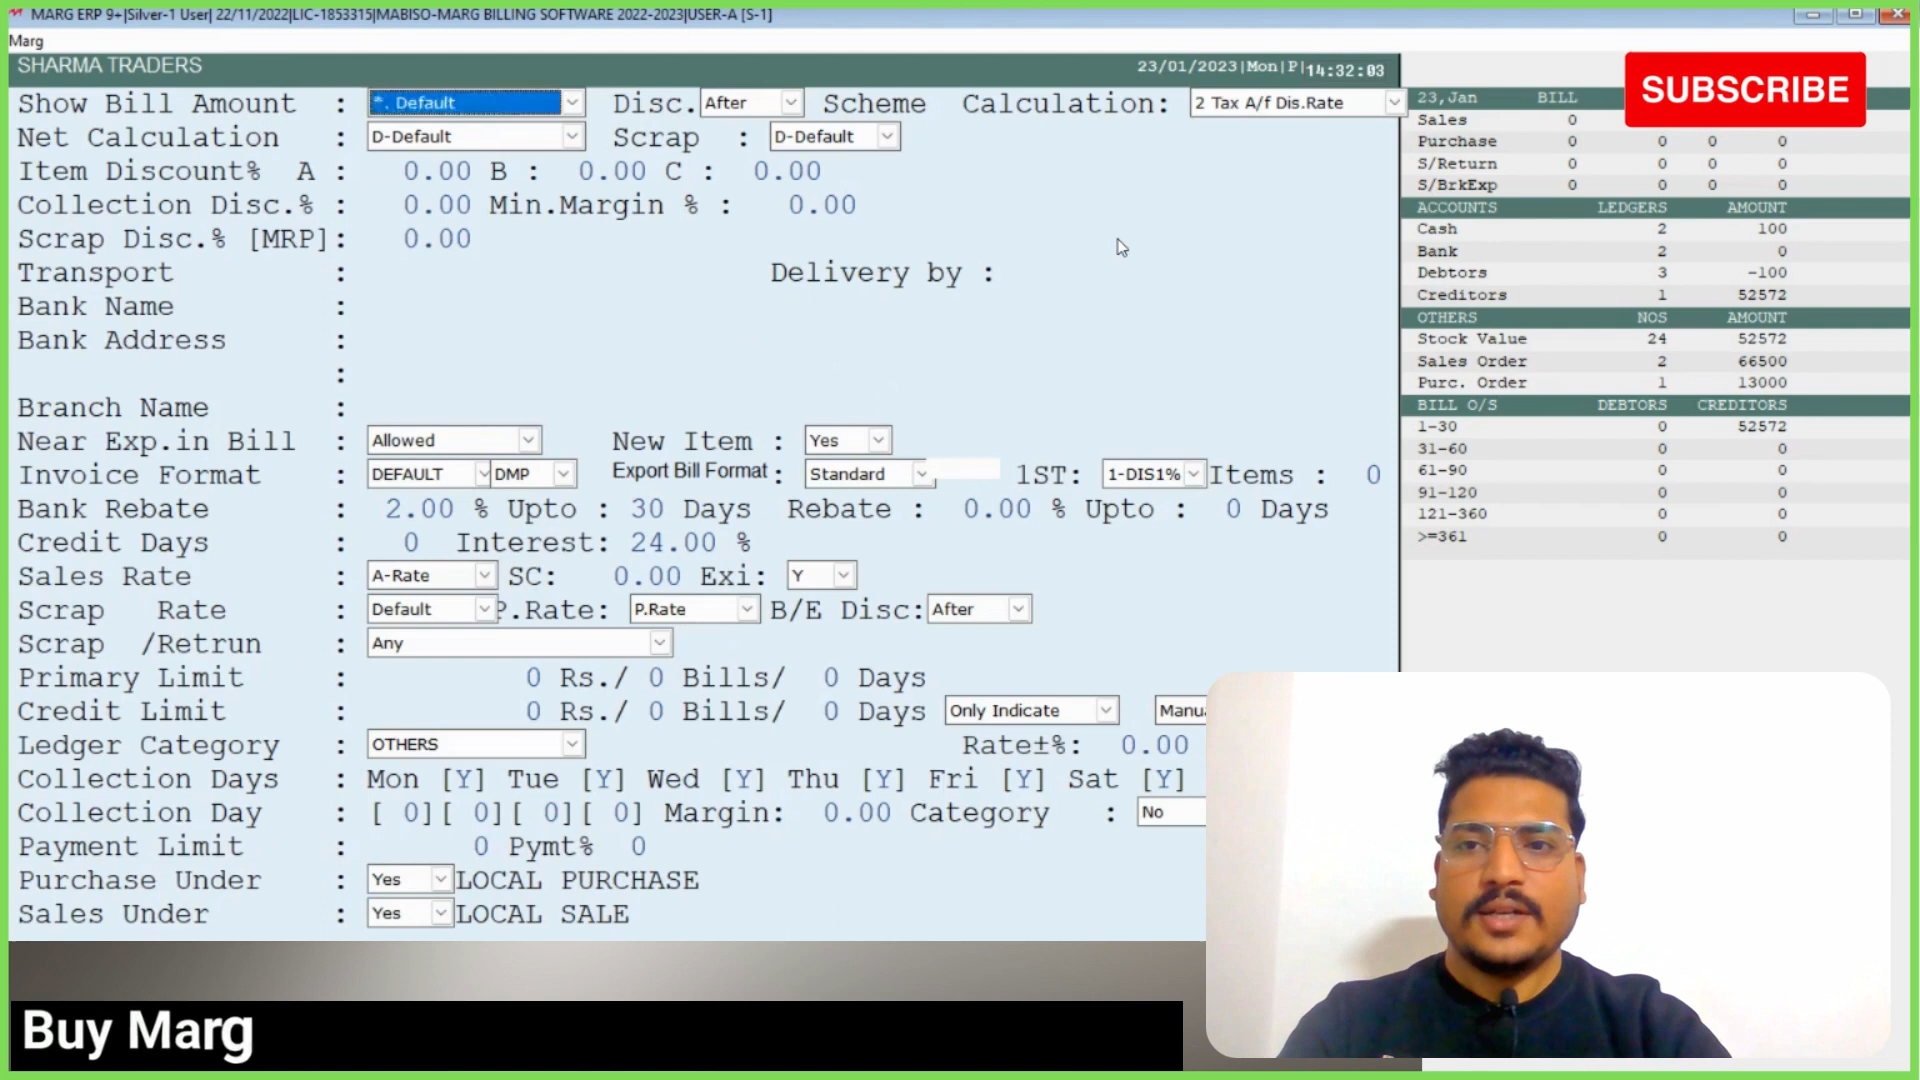 MARG ERP 9+|Silver-1 User| 22/11/2022|LIC-1853315|MABISO-MARG BILLING SOFTWARE 2022-2023|USER-A [S-1]
Marg
SHARMA TRADERS 23/01/2023|Mon|P|14:32:03
Show Bill Amount : *. Default Disc. After Scheme Calculation: 2 Tax A/f Dis.Rate
Net Calculation : D-Default Scrap : D-Default
Item Discount% A : 0.00 B : 0.00 C : 0.00
Collection Disc.% : 0.00 Min.Margin % : 0.00
Scrap Disc.% [MRP]: 0.00
Transport : Delivery by :
Bank Name :
Bank Address :
:
Branch Name :
Near Exp.in Bill : Allowed New Item : Yes
Invoice Format : DEFAULT DMP Export Bill Format : Standard 1ST: 1-DIS1% Items : 0
Bank Rebate : 2.00 % Upto : 30 Days Rebate : 0.00 % Upto : 0 Days
Credit Days : 0 Interest: 24.00 %
Sales Rate : A-Rate SC: 0.00 Exi: Y
Scrap Rate : Default P.Rate: P.Rate B/E Disc: After
Scrap /Retrun : Any
Primary Limit : 0 Rs./ 0 Bills/ 0 Days
Credit Limit : 0 Rs./ 0 Bills/ 0 Days Only Indicate Manu
Ledger Category : OTHERS Rate±%: 0.00
Collection Days : Mon [Y] Tue [Y] Wed [Y] Thu [Y] Fri [Y] Sat [Y]
Collection Day : [ 0][ 0][ 0][ 0] Margin: 0.00 Category : No
Payment Limit : 0 Pymt% 0
Purchase Under : Yes LOCAL PURCHASE
Sales Under : Yes LOCAL SALE
SUBSCRIBE
23,Jan BILL
Sales 0
Purchase 0 0 0 0
S/Return 0 0 0 0
S/BrkExp 0 0 0 0
ACCOUNTS LEDGERS AMOUNT
Cash 2 100
Bank 2 0
Debtors 3 -100
Creditors 1 52572
OTHERS NOS AMOUNT
Stock Value 24 52572
Sales Order 2 66500
Purc. Order 1 13000
BILL O/S DEBTORS CREDITORS
1-30 0 52572
31-60 0 0
61-90 0 0
91-120 0 0
121-360 0 0
>=361 0 0
Buy Marg